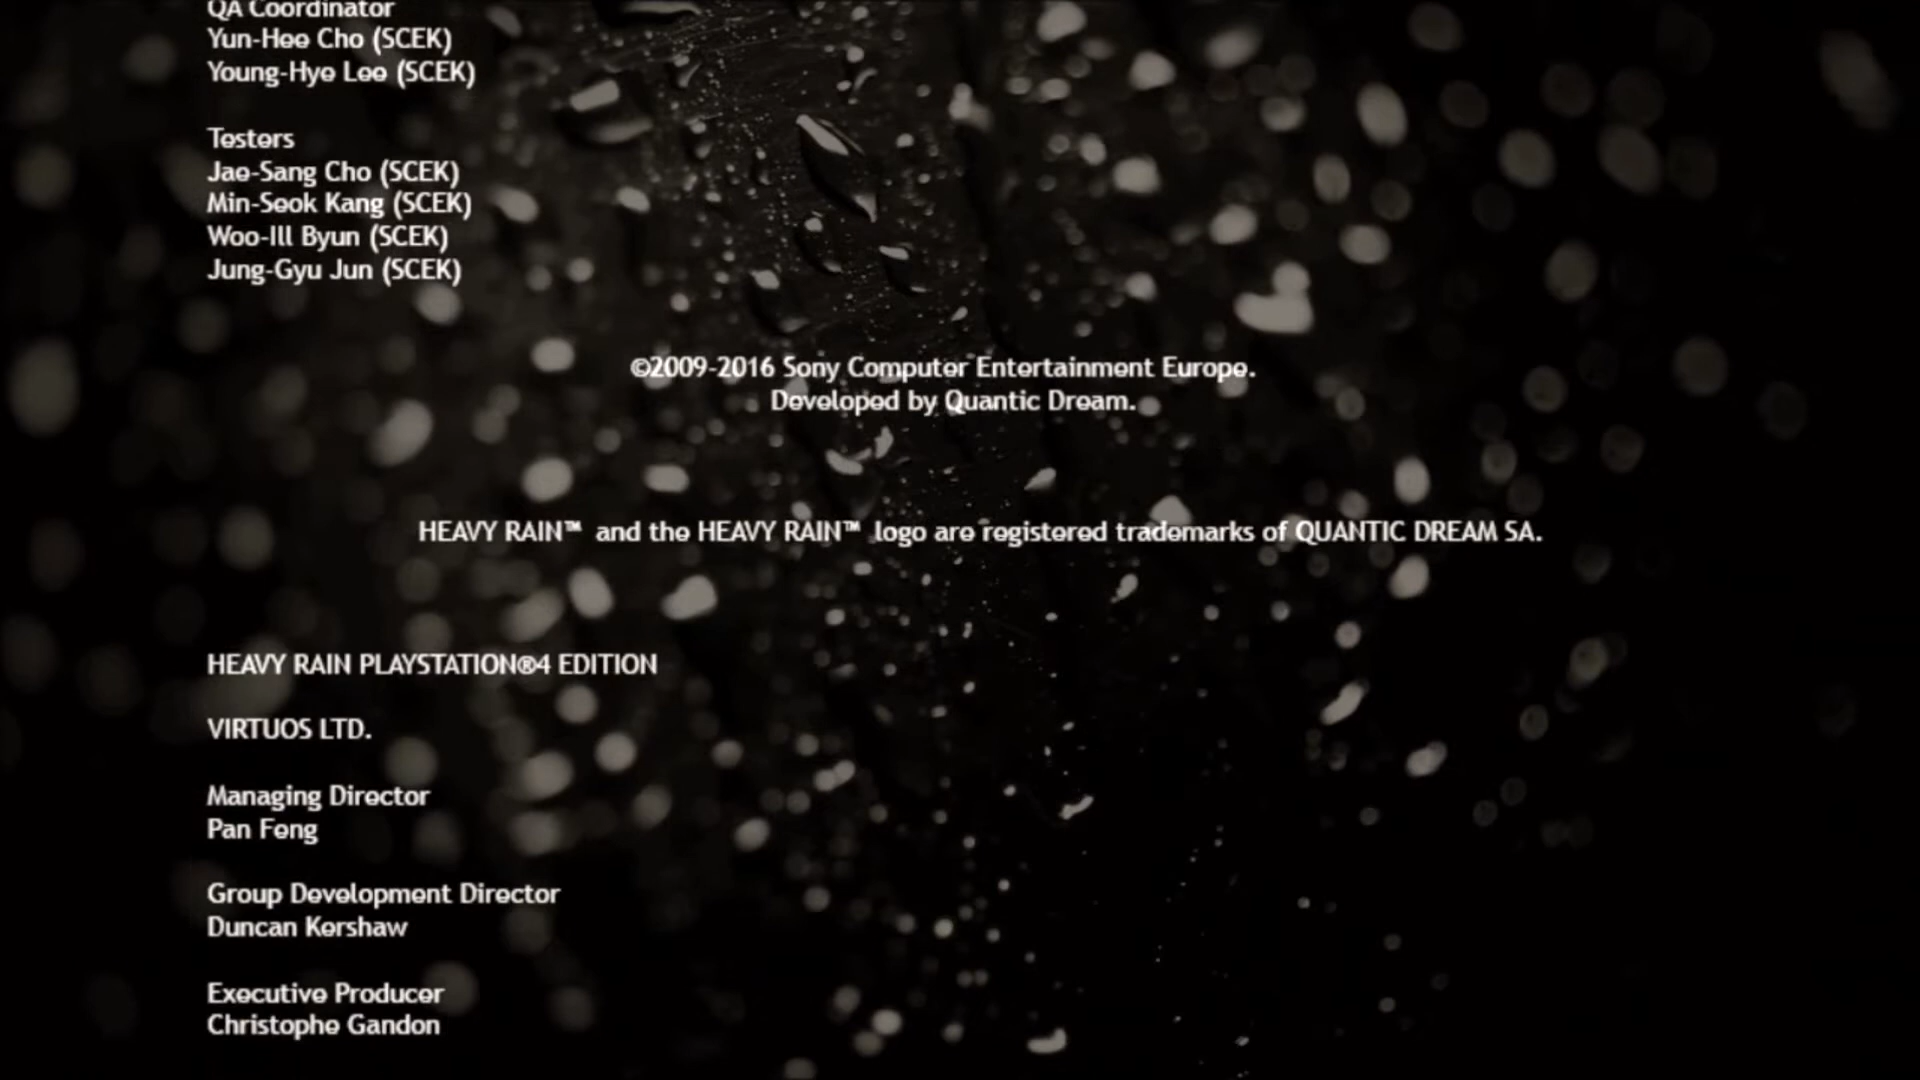 QA Coordinator
Yun-Hee Cho (SCEK)
Young-Hye Lee (SCEK)
Testers
Jae-Sang Cho (SCEK)
Min-Seok Kang (SCEK)
Woo-Ill Byun (SCEK)
Jung-Gyu Jun (SCEK)
©2009-2016 Sony Computer Entertainment Europe.
Developed by Quantic Dream.
HEAVY RAIN™ and the HEAVY RAIN™ logo are registered trademarks of QUANTIC DREAM SA.
HEAVY RAIN PLAYSTATION®4 EDITION
VIRTUOS LTD.
Managing Director
Pan Feng
Group Development Director
Duncan Kershaw
Executive Producer
Christophe Gandon